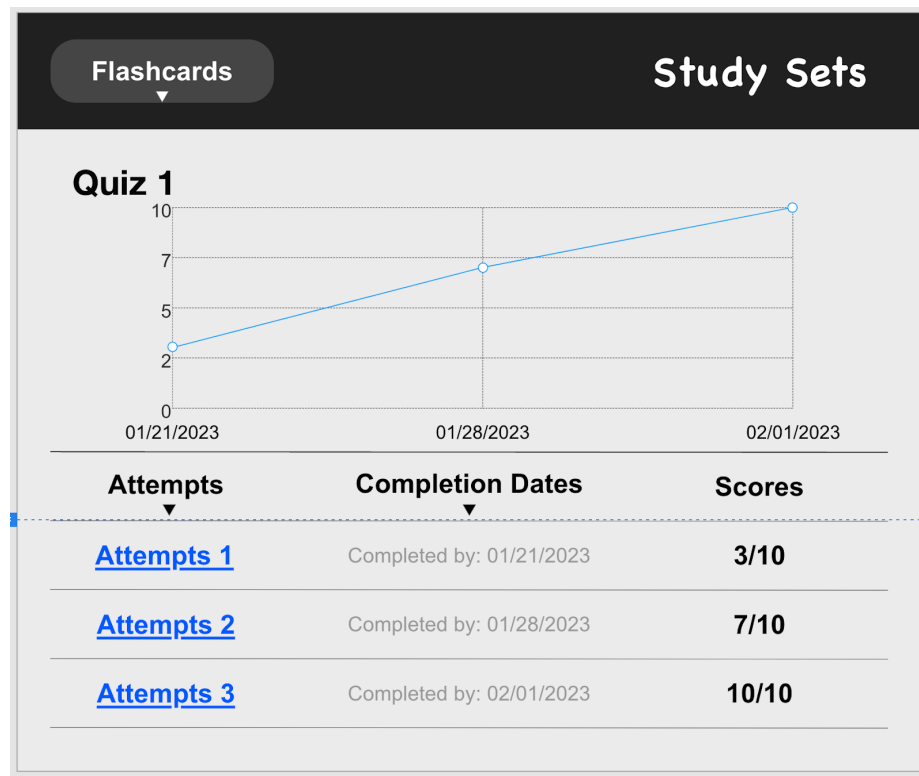 Flashcards
Study Sets
Quiz 1
10
7
5
2
0
01/21/2023 01/28/2023 02/01/2023
Attempts Completion Dates Scores
Attempts 1 Completed by: 01/21/2023 3/10
Attempts 2 Completed by: 01/28/2023 7/10
Attempts 3 Completed by: 02/01/2023 10/10